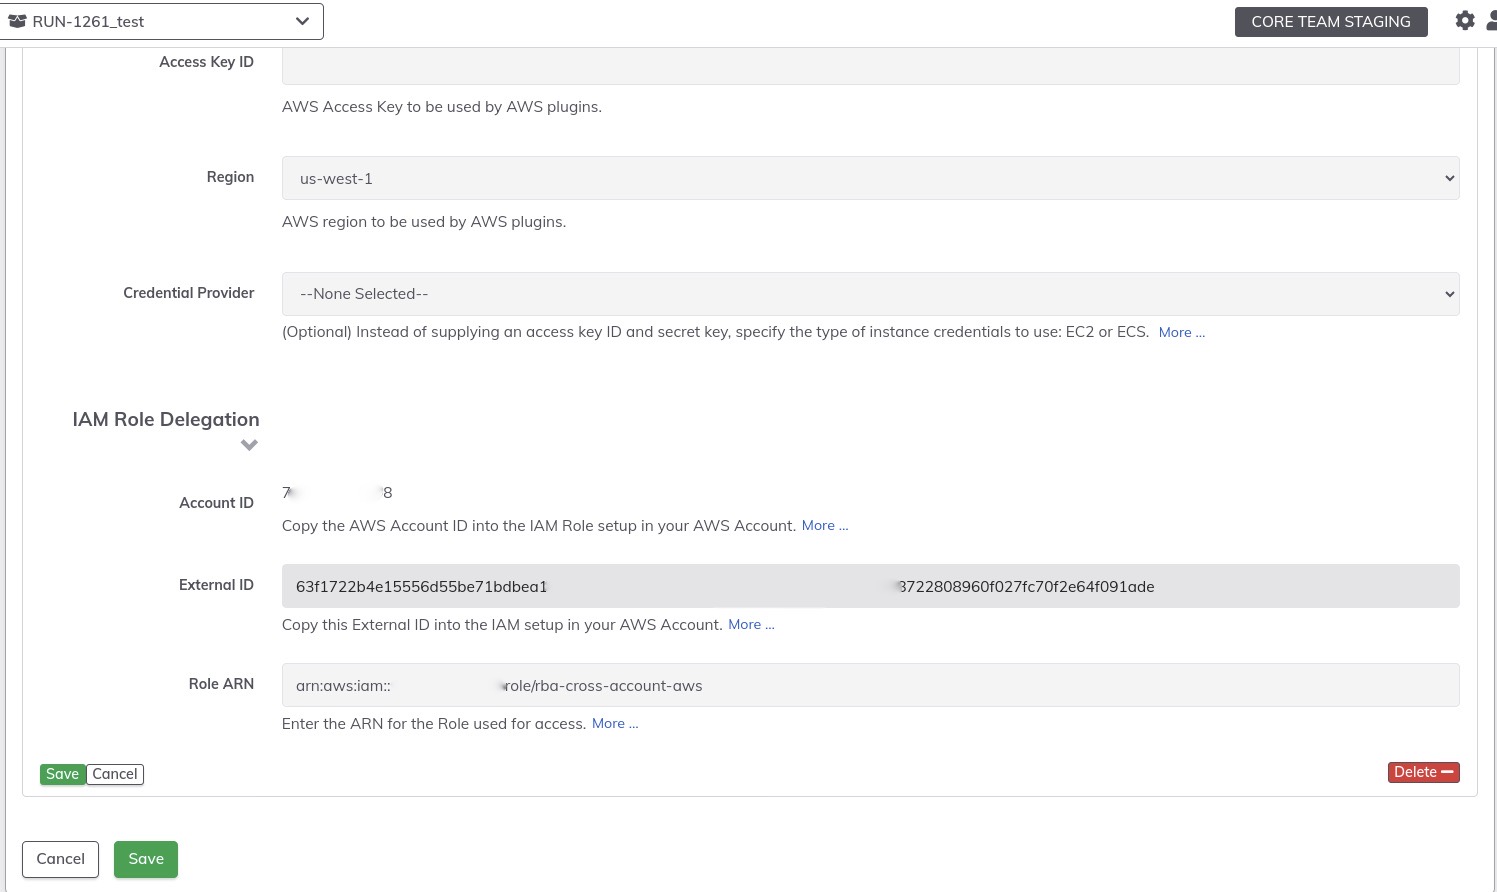 RUN-1261_test
CORE TEAM STAGING
Access Key ID
AWS Access Key to be used by AWS plugins.
Region
us-west-1
AWS region to be used by AWS plugins.
Credential Provider
--None Selected--
(Optional) Instead of supplying an access key ID and secret key, specify the type of instance credentials to use: EC2 or ECS. More ...
IAM Role Delegation
Account ID
7 8
Copy the AWS Account ID into the IAM Role setup in your AWS Account. More ...
External ID
63f1722b4e15556d55be71bdbea1 8722808960f027fc70f2e64f091ade
Copy this External ID into the IAM setup in your AWS Account. More ...
Role ARN
arn:aws:iam:: role/rba-cross-account-aws
Enter the ARN for the Role used for access. More ...
Save Cancel
Delete
Cancel Save